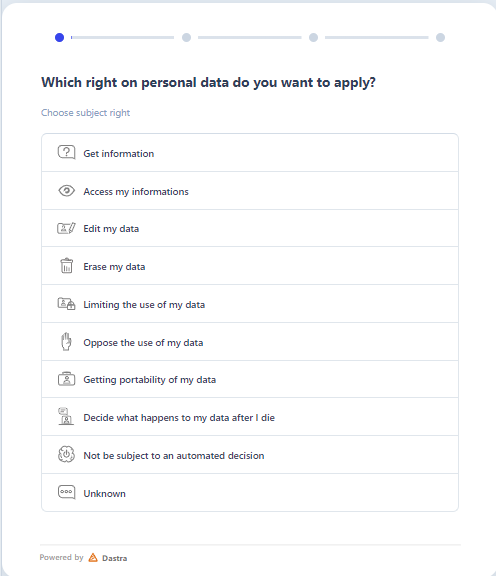 Which right on personal data do you want to apply?
Choose subject right
Get information
Access my informations
Edit my data
Erase my data
Limiting the use of my data
Oppose the use of my data
Getting portability of my data
Decide what happens to my data after I die
Not be subject to an automated decision
Unknown
Powered by Dastra